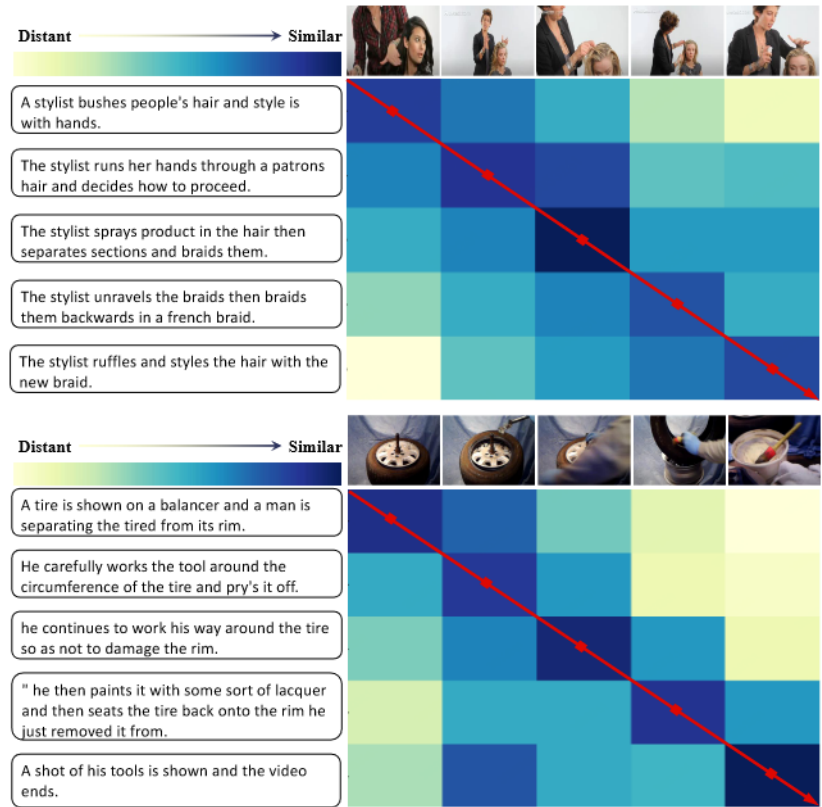 Distant Similar
A stylist bushes people's hair and style is
with hands.
The stylist runs her hands through a patrons
hair and decides how to proceed.
The stylist sprays product in the hair then
separates sections and braids them.
The stylist unravels the braids then braids
them backwards in a french braid.
The stylist ruffles and styles the hair with the
new braid.
Distant Similar
A tire is shown on a balancer and a man is
separating the tired from its rim.
He carefully works the tool around the
circumference of the tire and pry's it off.
he continues to work his way around the tire
so as not to damage the rim.
" he then paints it with some sort of lacquer
and then seats the tire back onto the rim he
just removed it from.
A shot of his tools is shown and the video
ends.